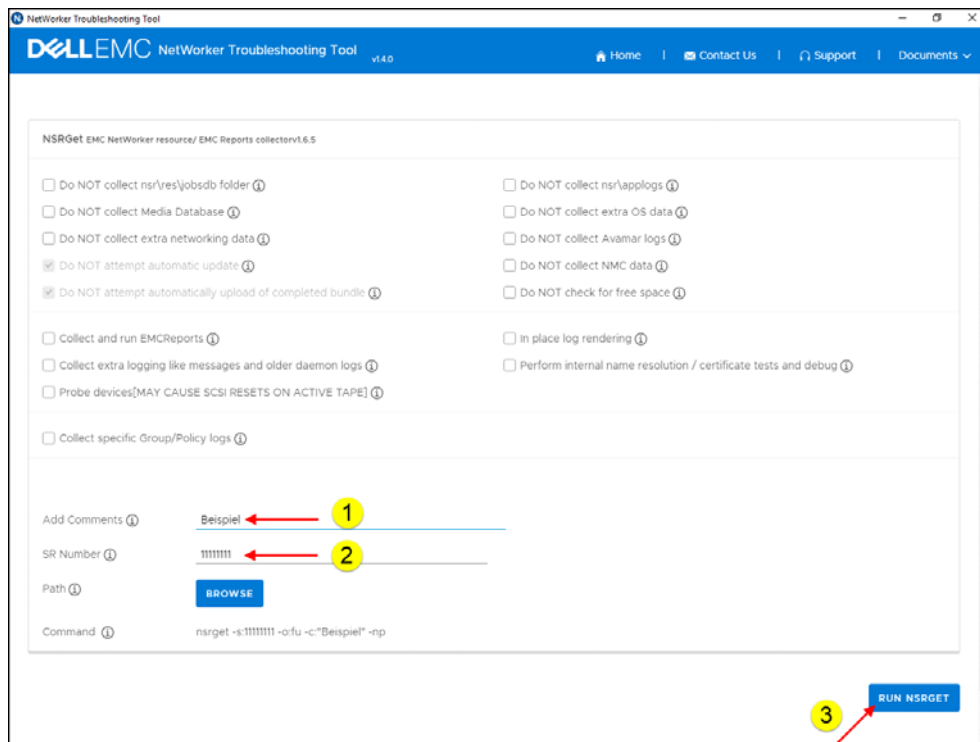 NetWorker Troubleshooting Tool
DELLEMC NetWorker Troubleshooting Tool v1.4.0 Home | Contact Us | Support | Documents
NSRGet EMC NetWorker resource/ EMC Reports collectorv1.6.5
Do NOT collect nsr\res\jobsdb folder
Do NOT collect nsr\applogs
Do NOT collect Media Database
Do NOT collect extra OS data
Do NOT collect extra networking data
Do NOT collect Avamar logs
Do NOT attempt automatic update
Do NOT collect NMC data
Do NOT attempt automatically upload of completed bundle
Do NOT check for free space
Collect and run EMCReports
In place log rendering
Collect extra logging like messages and older daemon logs
Perform internal name resolution / certificate tests and debug
Probe devices[MAY CAUSE SCSI RESETS ON ACTIVE TAPE]
Collect specific Group/Policy logs
Add Comments Beispiel 1
SR Number 11111111 2
Path BROWSE
Command nsrget -s:11111111 -o:fu -c:"Beispiel" -np
RUN NSRGET
3